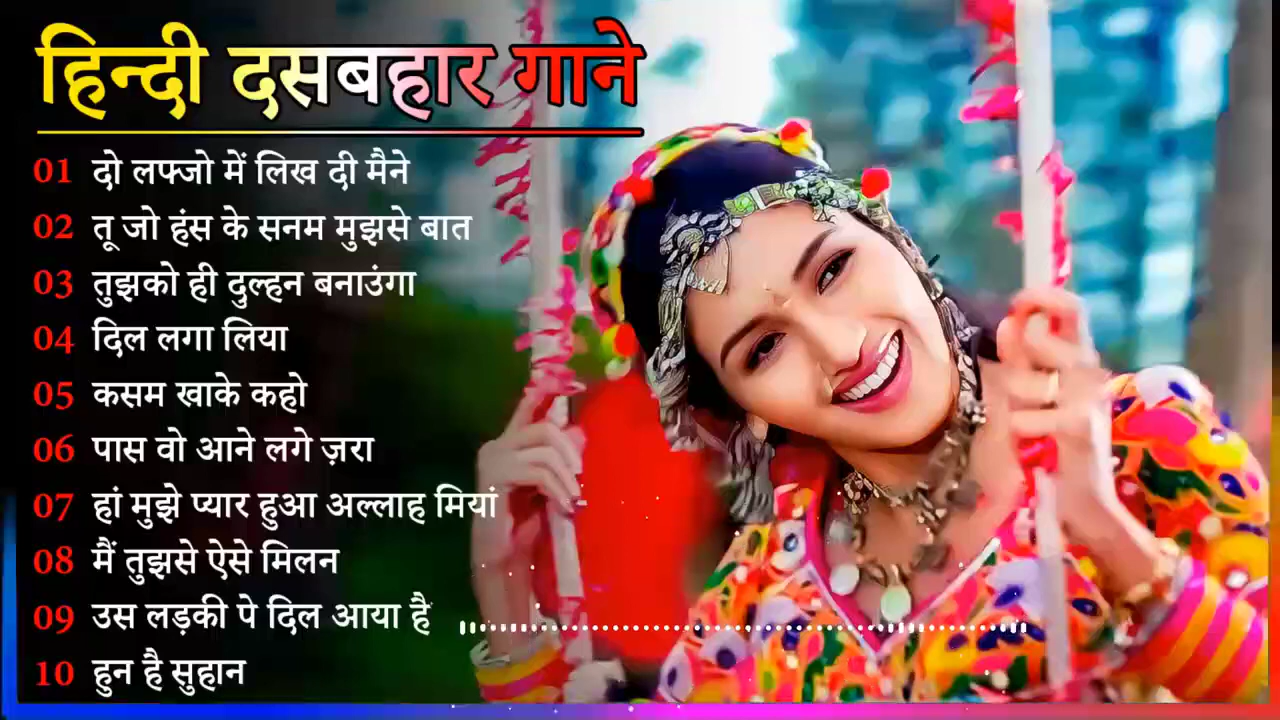 हिन्दी दसबहार गाने
01 दो लफ्जो में लिख दी मैने
02 तू जो हंस के सनम मुझसे बात
03 तुझको ही दुल्हन बनाउंगा
04 दिल लगा लिया
05 कसम खाके कहो
06 पास वो आने लगे ज़रा
07 हां मुझे प्यार हुआ अल्लाह मियां
08 मैं तुझसे ऐसे मिलन
09 उस लड़की पे दिल आया है
10 हुन है सुहान